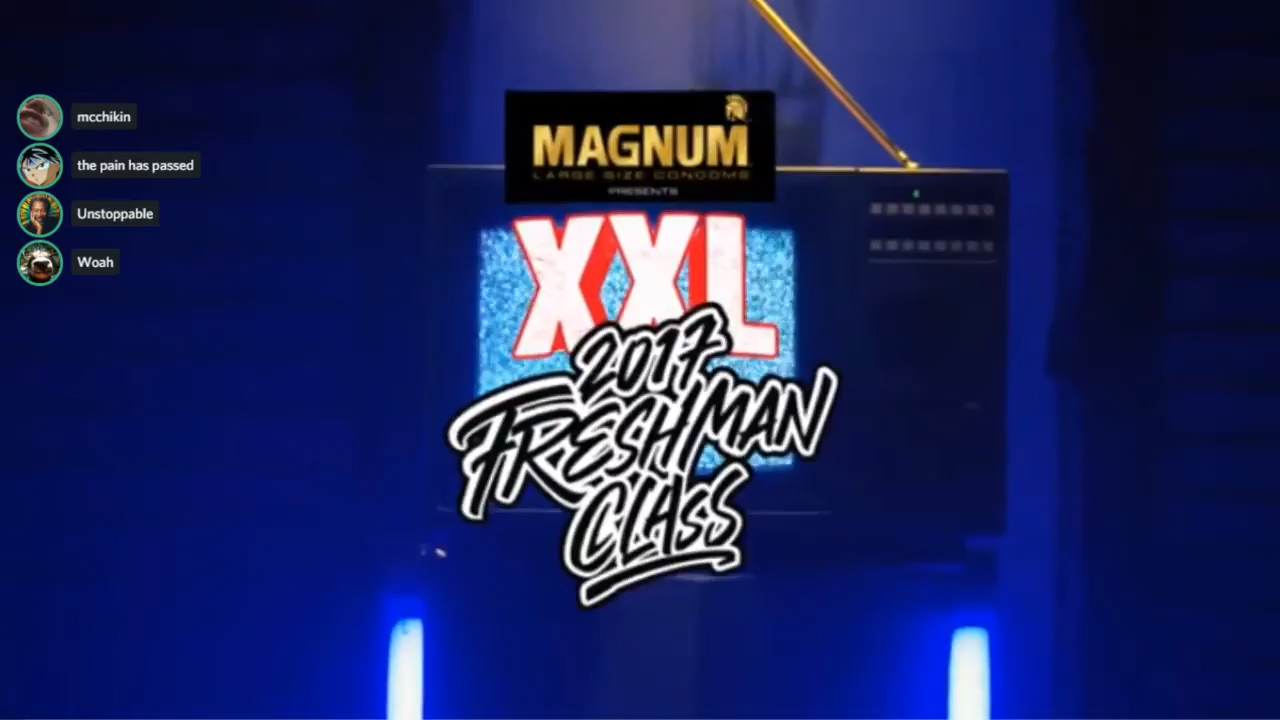 mcchikin
the pain has passed
Unstoppable
Woah
MAGNUM
LARGE SIZE CONDOMS
PRESENTS
XXL
2017
FRESHMAN
CLASS